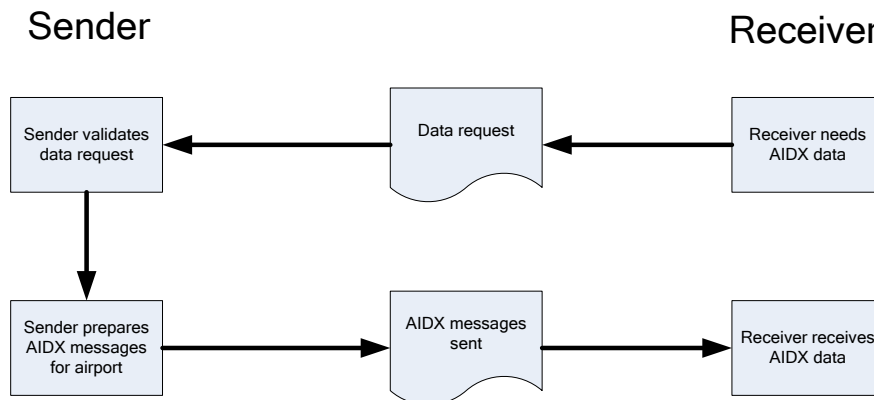 Sender
Receiver
Sender validates
data request
Data request
Receiver needs
AIDX data
Sender prepares
AIDX messages
for airport
AIDX messages
sent
Receiver receives
AIDX data